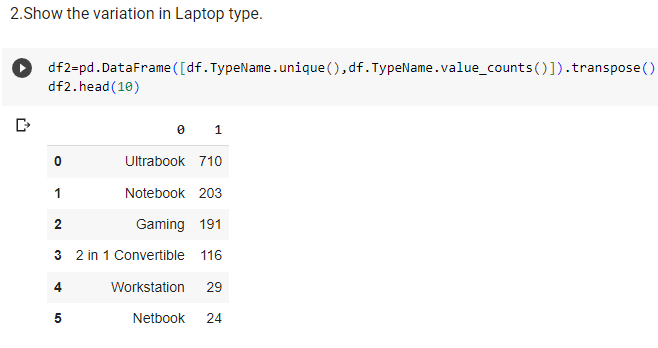 2.Show the variation in Laptop type.
df2=pd.DataFrame([df.TypeName.unique(),df.TypeName.value_counts()]).transpose()
df2.head(10)
0 1
0 Ultrabook 710
1 Notebook 203
2 Gaming 191
3 2 in 1 Convertible 116
4 Workstation 29
5 Netbook 24